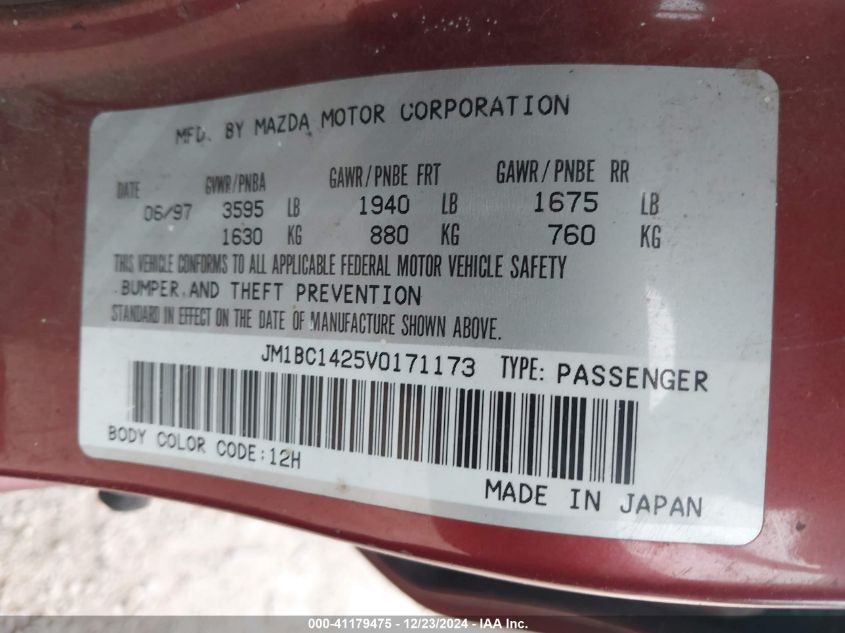 MFD. BY MAZDA MOTOR CORPORATION
DATE GVWR/PNBA GAWR/PNBE FRT GAWR/PNBE RR
06/97 3595 LB 1940 LB 1675 LB
1630 KG 880 KG 760 KG
THIS VEHICLE CONFORMS TO ALL APPLICABLE FEDERAL MOTOR VEHICLE SAFETY
BUMPER, AND THEFT PREVENTION
STANDARD IN EFFECT ON THE DATE OF MANUFACTURE SHOWN ABOVE.
JM1BC1425V0171173 TYPE: PASSENGER
BODY COLOR CODE:12H
MADE IN JAPAN
000-41179475 - 12/23/2024 - IAA Inc.